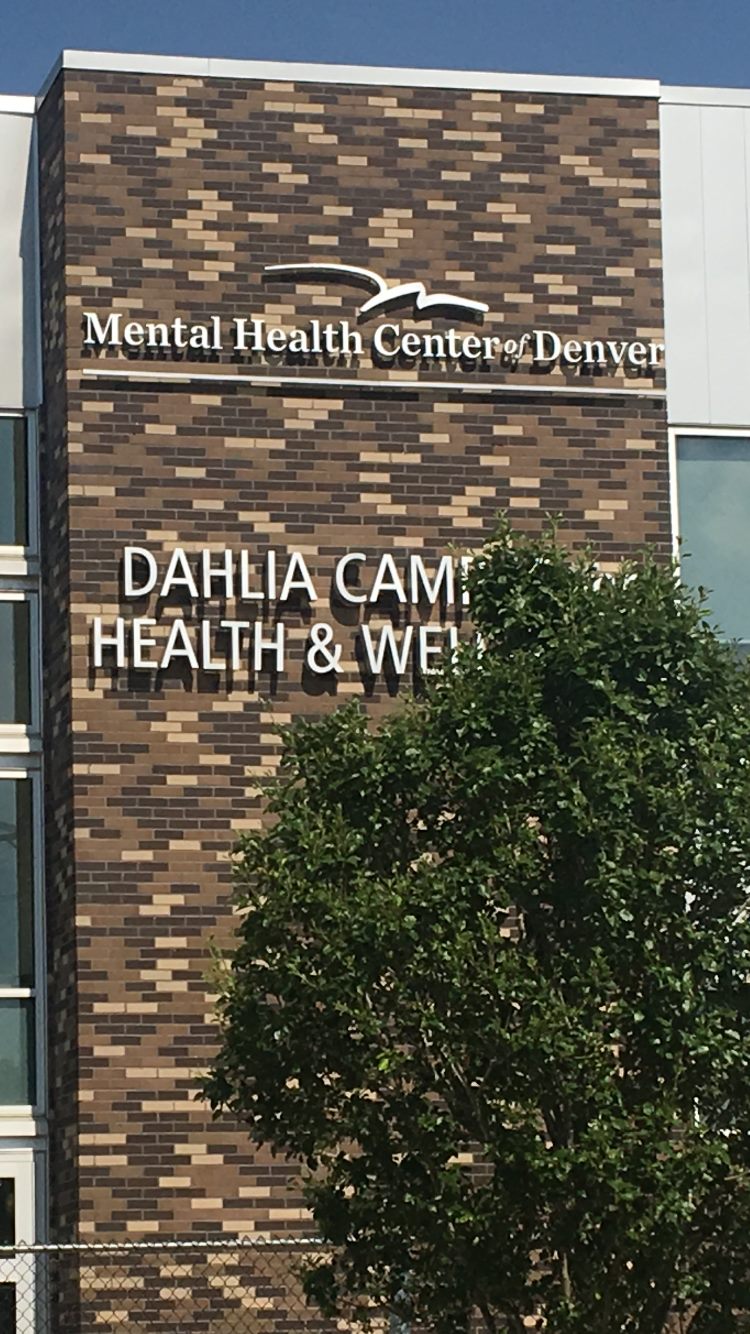 Mental Health Center of Denver
DAHLIA
HEALTH &